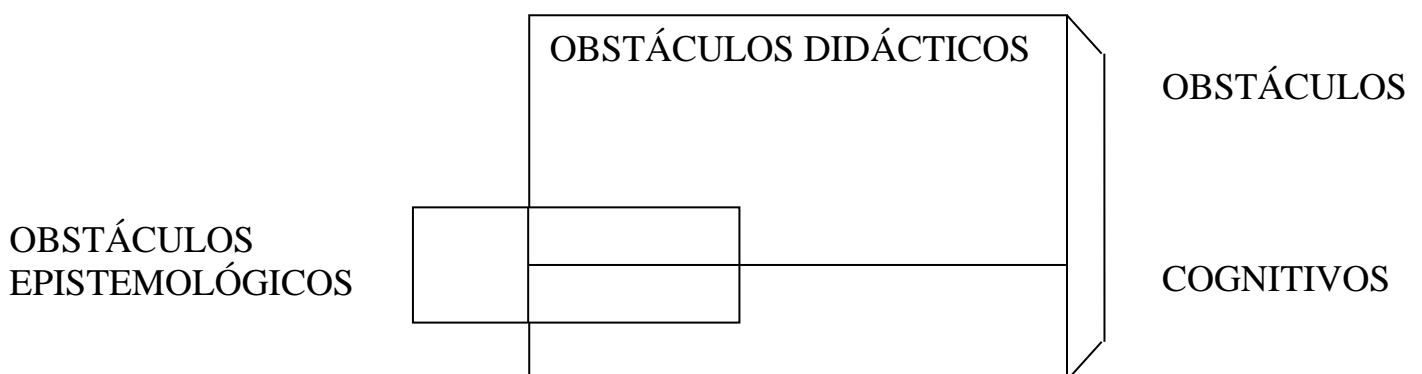 OBSTÁCULOS DIDÁCTICOS
OBSTÁCULOS
OBSTÁCULOS
EPISTEMOLÓGICOS
COGNITIVOS